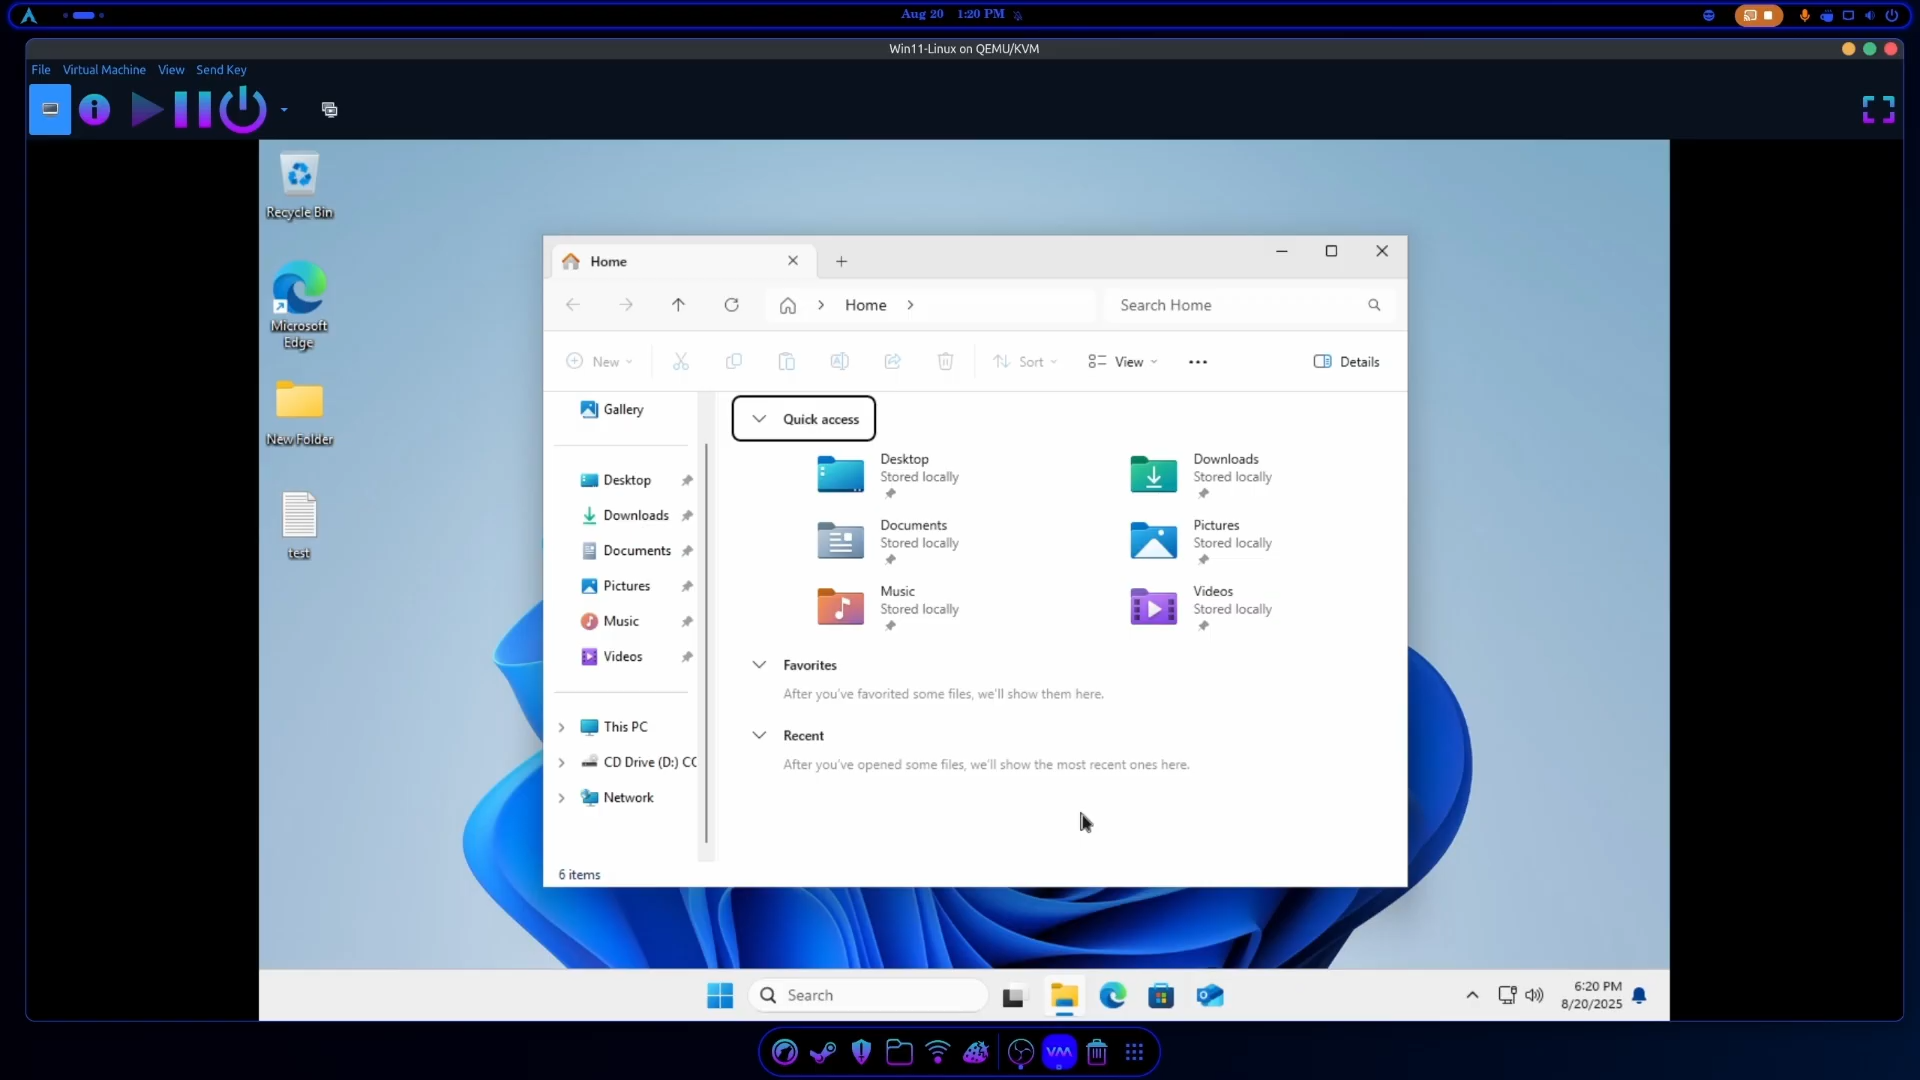 Aug 20 1:20 PM
Win11-Linux on QEMU/KVM
File Virtual Machine View Send Key
Recycle Bin
Microsoft
Edge
New Folder
test
Home
Home
Search Home
New
Sort
View
Details
Gallery
Desktop
Downloads
Documents
Pictures
Music
Videos
This PC
CD Drive (D:) CC
Network
Quick access
Desktop
Stored locally
Downloads
Stored locally
Documents
Stored locally
Pictures
Stored locally
Music
Stored locally
Videos
Stored locally
Favorites
After you've favorited some files, we'll show them here.
Recent
After you've opened some files, we'll show the most recent ones here.
6 items
Search
6:20 PM
8/20/2025
VM